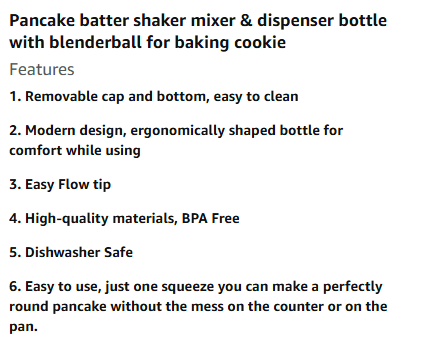 Pancake batter shaker mixer & dispenser bottle
with blenderball for baking cookie
Features
1. Removable cap and bottom, easy to clean
2. Modern design, ergonomically shaped bottle for
comfort while using
3. Easy Flow tip
4. High-quality materials, BPA Free
5. Dishwasher Safe
6. Easy to use, just one squeeze you can make a perfectly
round pancake without the mess on the counter or on the
pan.